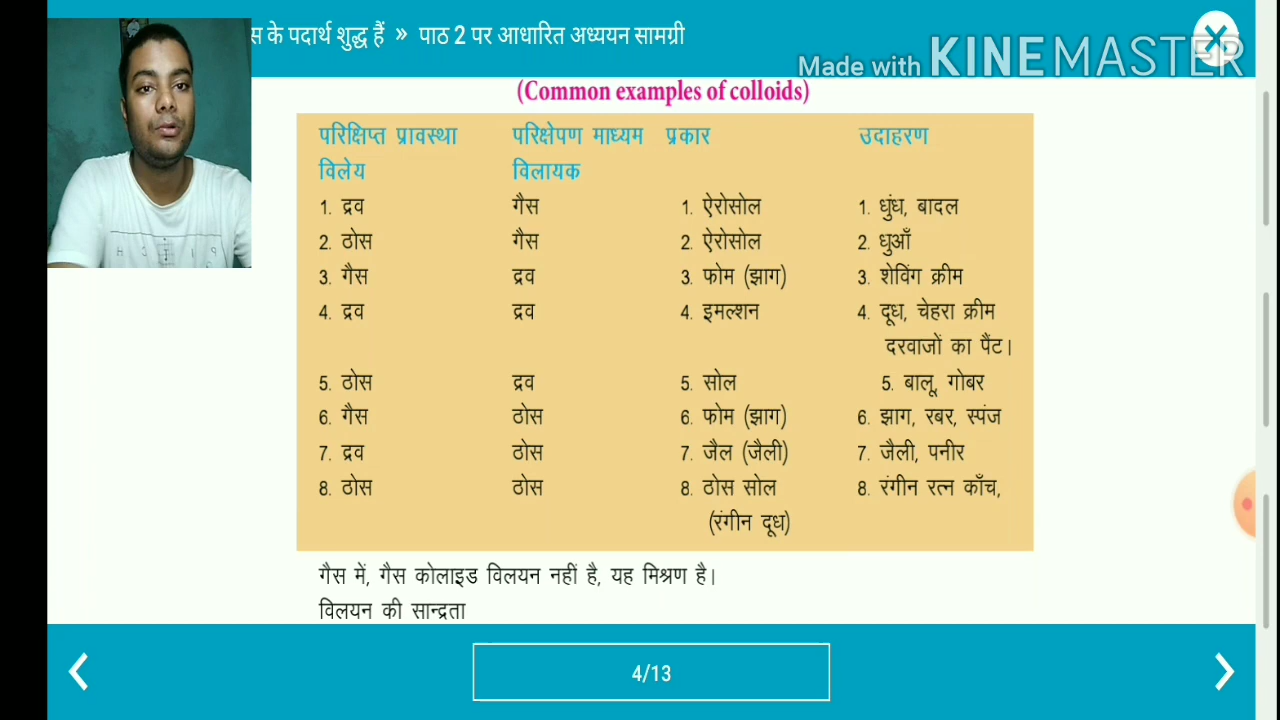 स के पदार्थ शुद्ध हैं » पाठ 2 पर आधारित अध्ययन सामग्री
Made with KINEMASTER
(Common examples of colloids)
परिक्षिप्त प्रावस्था परिक्षेपण माध्यम प्रकार उदाहरण
विलेय विलायक
1. द्रव गैस 1. ऐरोसोल 1. धुंध, बादल
2. ठोस गैस 2. ऐरोसोल 2. धुआँ
3. गैस द्रव 3. फोम (झाग) 3. शेविंग क्रीम
4. द्रव द्रव 4. इमल्शन 4. दूध, चेहरा क्रीम
दरवाजों का पैंट।
5. ठोस द्रव 5. सोल 5. बालू, गोबर
6. गैस ठोस 6. फोम (झाग) 6. झाग, रबर, स्पंज
7. द्रव ठोस 7. जैल (जैली) 7. जैली, पनीर
8. ठोस ठोस 8. ठोस सोल 8. रंगीन रत्न काँच,
(रंगीन दूध)
गैस में, गैस कोलाइड विलयन नहीं है, यह मिश्रण है।
विलयन की सान्द्रता
4/13